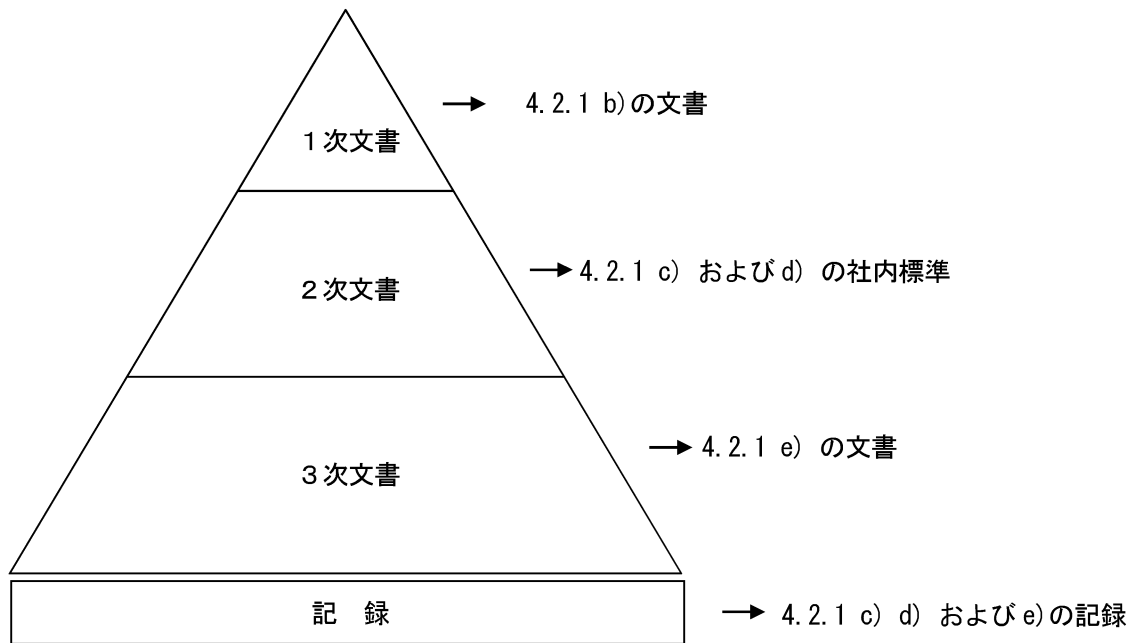 4.2.1 b)の文書
1次文書
4.2.1 c) およびd) の社内標準
2次文書
4.2.1 e) の文書
3次文書
記 録
4.2.1 c) d) およびe)の記録